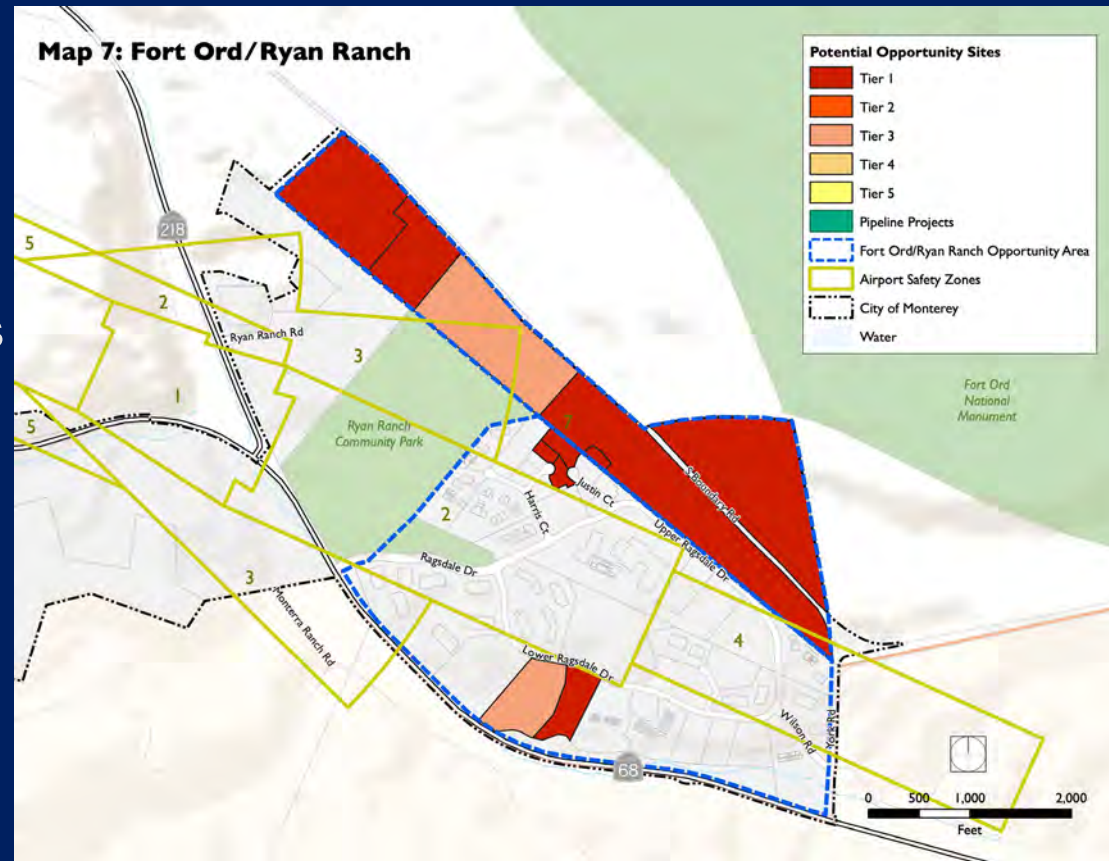 Map 7: Fort Ord/Ryan Ranch
Potential Opportunity Sites
Tier 1
Tier 2
Tier 3
Tier 4
Tier 5
Pipeline Projects
Fort Ord/Ryan Ranch Opportunity Area
Airport Safety Zones
City of Monterey
Water
218
5
2
Ryan Ranch Rd
3
1
5
Ryan Ranch
Community Park
Fort Ord
National
Monument
7
S Boundary Rd
Justin Ct
Harris Ct
2
Upper Ragsdale Dr
Ragsdale Dr
3
Monterra Ranch Rd
4
Lower Ragsdale Dr
Wilson Rd
York Rd
68
0 500 1,000 2,000
Feet
s